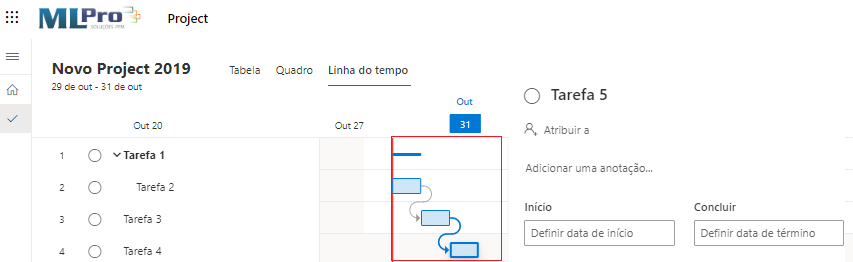 MLPro
SOLUÇÕES PPM
Project
Novo Project 2019
29 de out - 31 de out
Tabela
Quadro
Linha do tempo
Out
Out 20
Out 27
31
1 Tarefa 1
2 Tarefa 2
3 Tarefa 3
4 Tarefa 4
Tarefa 5
Atribuir a
Adicionar uma anotação...
Início
Concluir
Definir data de início
Definir data de término